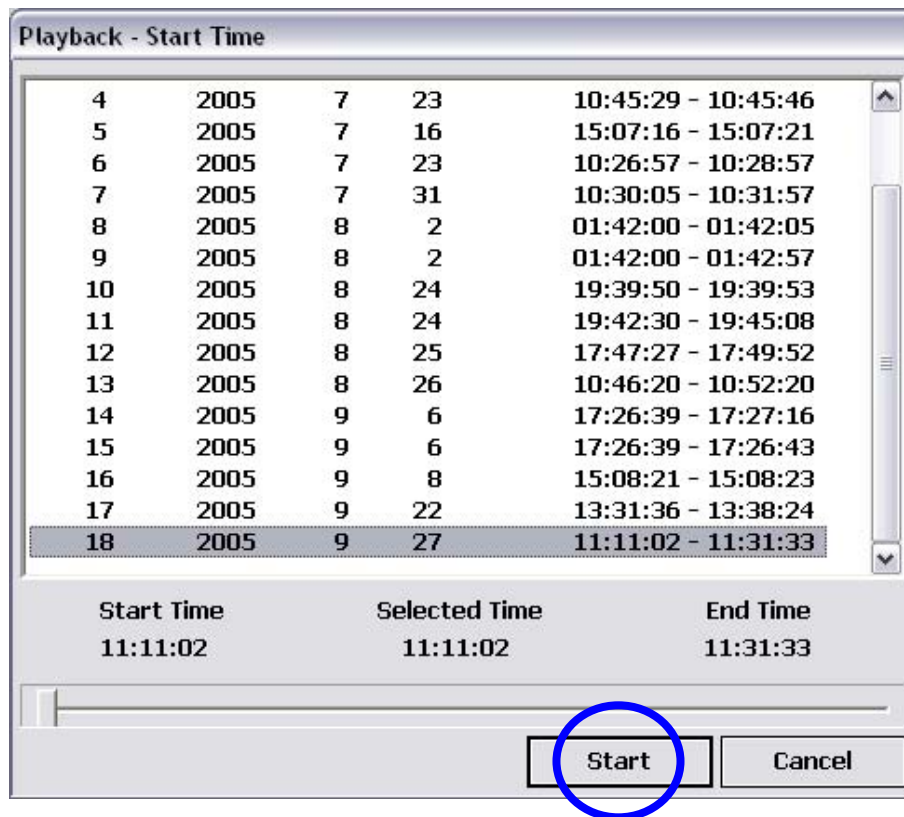 Playback - Start Time
4 2005 7 23 10:45:29 - 10:45:46
5 2005 7 16 15:07:16 - 15:07:21
6 2005 7 23 10:26:57 - 10:28:57
7 2005 7 31 10:30:05 - 10:31:57
8 2005 8 2 01:42:00 - 01:42:05
9 2005 8 2 01:42:00 - 01:42:57
10 2005 8 24 19:39:50 - 19:39:53
11 2005 8 24 19:42:30 - 19:45:08
12 2005 8 25 17:47:27 - 17:49:52
13 2005 8 26 10:46:20 - 10:52:20
14 2005 9 6 17:26:39 - 17:27:16
15 2005 9 6 17:26:39 - 17:26:43
16 2005 9 8 15:08:21 - 15:08:23
17 2005 9 22 13:31:36 - 13:38:24
18 2005 9 27 11:11:02 - 11:31:33
Start Time Selected Time End Time
11:11:02 11:11:02 11:31:33
Start Cancel